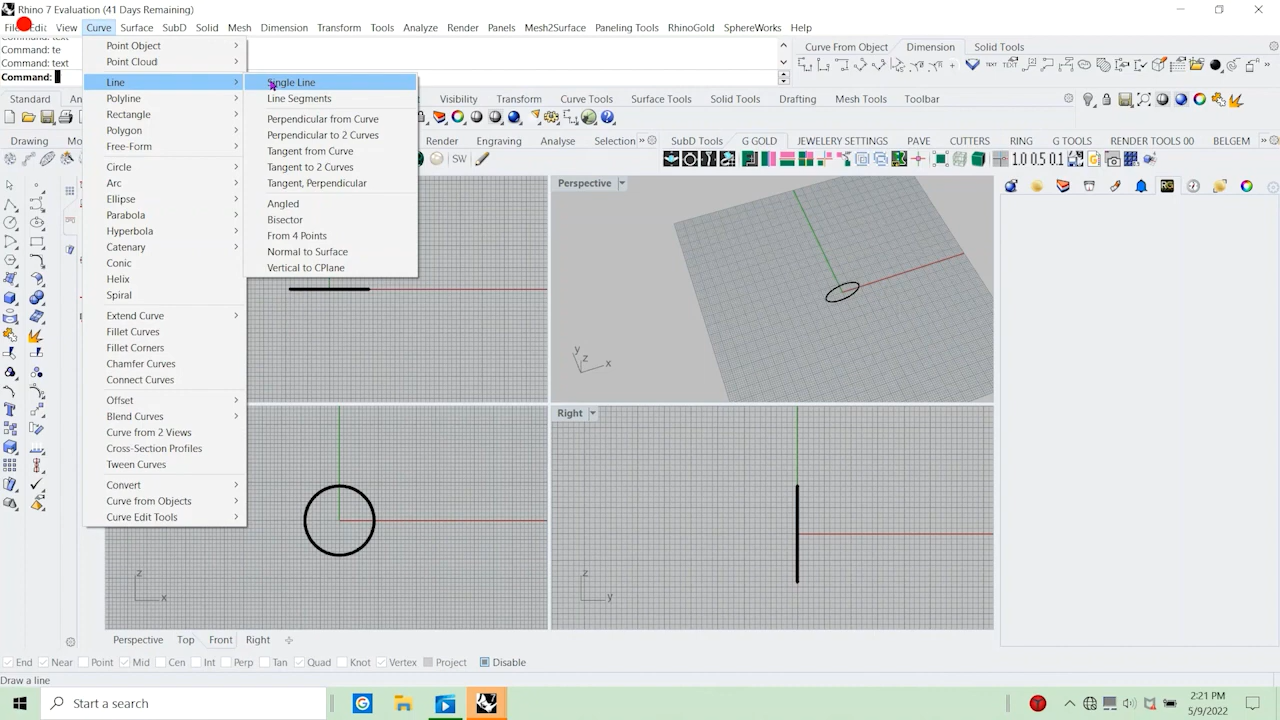 Rhino 7 Evaluation (41 Days Remaining)
File Edit View Curve Surface SubD Solid Mesh Dimension Transform Tools Analyze Render Panels Mesh2Surface Paneling Tools RhinoGold SphereWorks Help
Command: te
Command: text
Command:
Curve From Object Dimension Solid Tools
Standard Visibility Transform Curve Tools Surface Tools Solid Tools Drafting Mesh Tools Toolbar
Drawing Render Engraving Analyse Selection » SubD Tools G GOLD JEWELRY SETTINGS PAVE CUTTERS RING G TOOLS RENDER TOOLS 00 BELGEM »
SW
1.0 0.5 0.1
Point Object
Point Cloud
Line
Polyline
Rectangle
Polygon
Free-Form
Circle
Arc
Ellipse
Parabola
Hyperbola
Catenary
Conic
Helix
Spiral
Extend Curve
Fillet Curves
Fillet Corners
Chamfer Curves
Connect Curves
Offset
Blend Curves
Curve from 2 Views
Cross-Section Profiles
Tween Curves
Convert
Curve from Objects
Curve Edit Tools
Single Line
Line Segments
Perpendicular from Curve
Perpendicular to 2 Curves
Tangent from Curve
Tangent to 2 Curves
Tangent, Perpendicular
Angled
Bisector
From 4 Points
Normal to Surface
Vertical to CPlane
Perspective
y
z
x
z
x
Right
z
y
Perspective Top Front Right
End Near Point Mid Cen Int Perp Tan Quad Knot Vertex Project Disable
Draw a line
Start a search
2:21 PM
5/9/2022